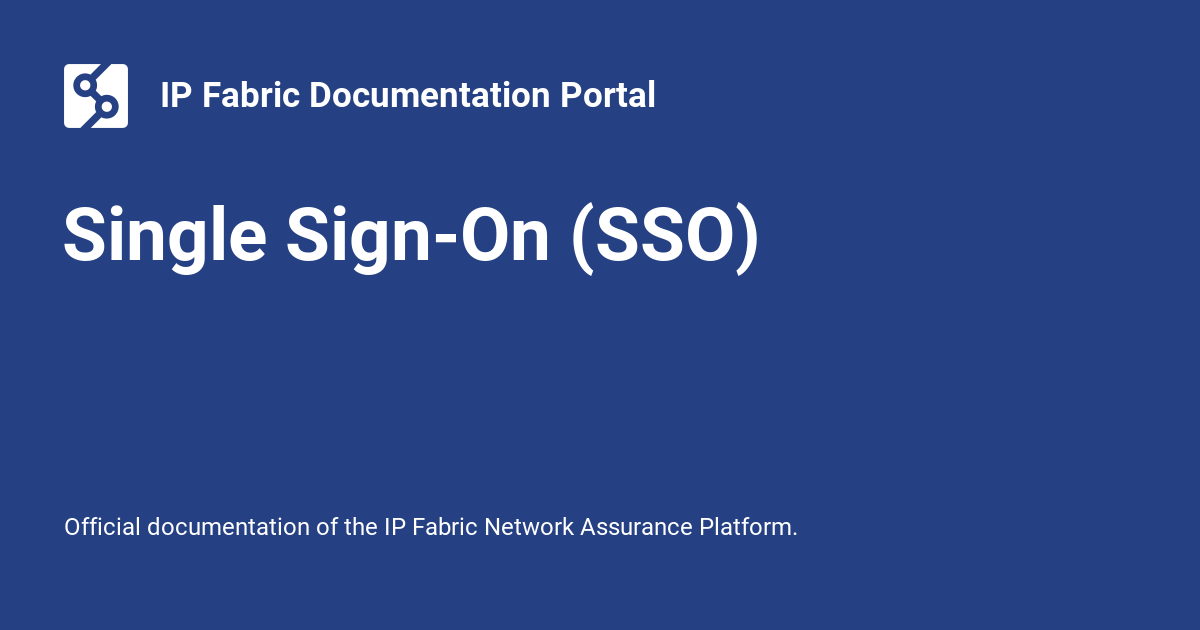 IP Fabric Documentation Portal
Single Sign-On (SSO)
Official documentation of the IP Fabric Network Assurance Platform.